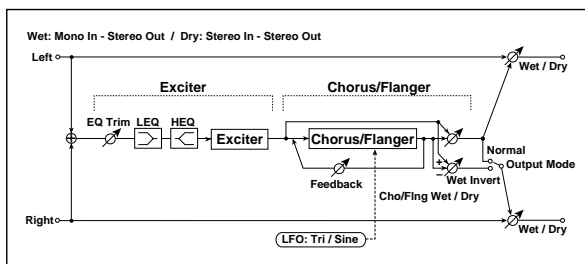 Wet: Mono In - Stereo Out / Dry: Stereo In - Stereo Out
Left
Wet / Dry
Exciter
Chorus/Flanger
EQ Trim
LEQ
HEQ
Exciter
Chorus/Flanger
Normal
Output Mode
+
−
Wet Invert
Feedback
Cho/Flng Wet / Dry
Right
LFO: Tri / Sine
Wet / Dry